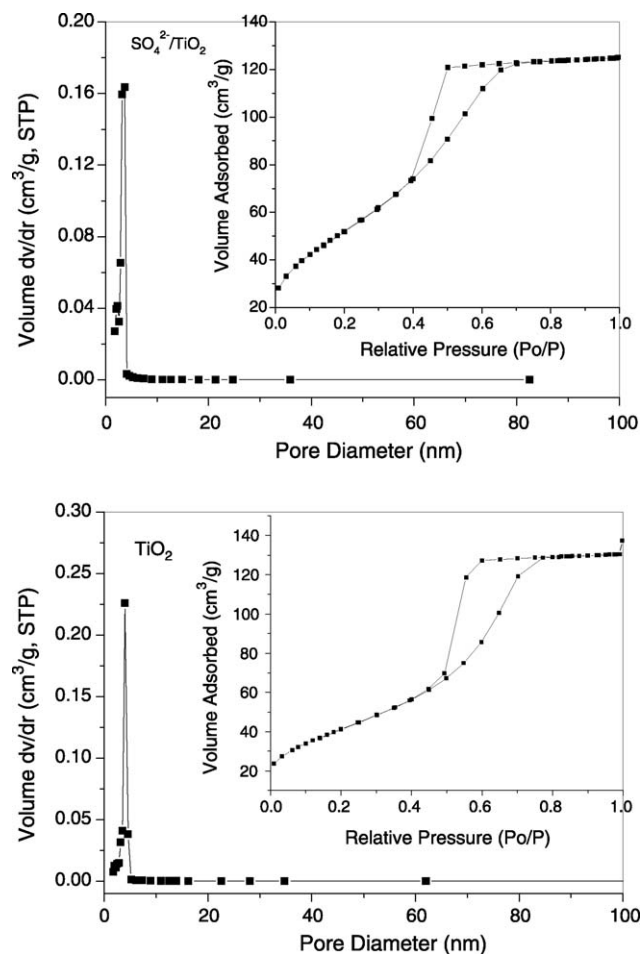 SO₄²⁻/TiO₂
Volume dv/dr (cm³/g, STP)
0.20
0.16
0.12
0.08
0.04
0.00
0 20 40 60 80 100
Pore Diameter (nm)
Volume Adsorbed (cm³/g)
140
120
100
80
60
40
20
0.0 0.2 0.4 0.6 0.8 1.0
Relative Pressure (Po/P)
TiO₂
Volume dv/dr (cm³/g, STP)
0.30
0.25
0.20
0.15
0.10
0.05
0.00
0 20 40 60 80 100
Pore Diameter (nm)
Volume Adsorbed (cm³/g)
140
120
100
80
60
40
20
0.0 0.2 0.4 0.6 0.8 1.0
Relative Pressure (Po/P)